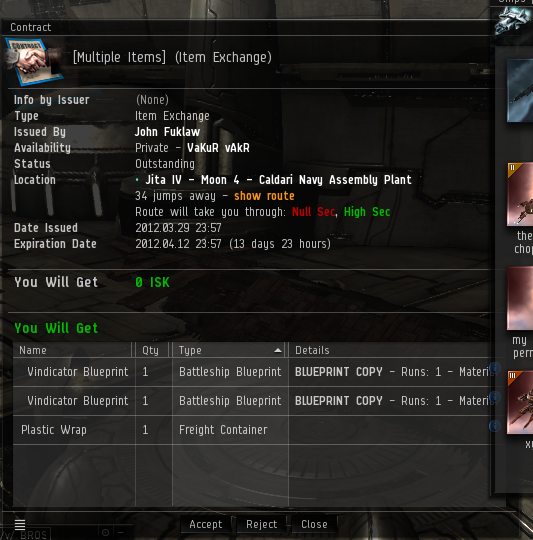 Contract
[Multiple Items] (Item Exchange)
Info by Issuer (None)
Type Item Exchange
Issued By John Fuklaw
Availability Private - VaKuR vAkR
Status Outstanding
Location • Jita IV - Moon 4 - Caldari Navy Assembly Plant
34 jumps away - show route
Route will take you through: Null Sec, High Sec
Date Issued 2012.03.29 23:57
Expiration Date 2012.04.12 23:57 (13 days 23 hours)
You Will Get 0 ISK
You Will Get
Name Qty Type Details
Vindicator Blueprint 1 Battleship Blueprint BLUEPRINT COPY - Runs: 1 - Materi
Vindicator Blueprint 1 Battleship Blueprint BLUEPRINT COPY - Runs: 1 - Materi
Plastic Wrap 1 Freight Container
Accept Reject Close
the
chop
my
perr